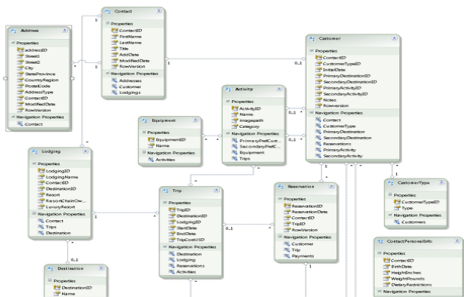 Contact
Properties
ContactID
FirstName
LastName
Title
AddDate
ModifiedDate
RowVersion
Navigation Properties
Addresses
Customer
Lodgings
Address
Properties
addressID
Street1
Street2
City
StateProvince
CountryRegion
PostalCode
AddressType
ContactID
ModifiedDate
RowVersion
Navigation Properties
Contact
Customer
Properties
ContactID
CustomerTypeID
InitialDate
PrimaryDestinationID
SecondaryDestinationID
PrimaryActivityID
SecondaryActivityID
Notes
RowVersion
Navigation Properties
Contact
CustomerType
PrimaryDestination
SecondaryDestination
Reservations
PrimaryActivity
SecondaryActivity
Activity
Properties
ActivityID
Name
imagepath
Category
Navigation Properties
Equipment
Trips
Equipment
Properties
EquipmentID
Name
Navigation Properties
Activities
Lodging
Properties
LodgingID
LodgingName
ContactID
DestinationID
Resort
LuxuryResort
Navigation Properties
Contact
Trips
Destination
Trip
Properties
TripID
DestinationID
LodgingID
StartDate
EndDate
TripCostUSD
Navigation Properties
Destination
Lodging
Reservations
Activities
Reservation
Properties
ReservationID
ReservationDate
ContactID
TripID
RowVersion
Navigation Properties
Customer
Trip
Payments
CustomerType
Properties
CustomerTypeID
Type
Navigation Properties
Customers
ContactPersonalInfo
Properties
ContactID
BirthDate
HeightInches
WeightPounds
DietaryRestrictions
Navigation Properties
Destination
Properties
DestinationID
Name